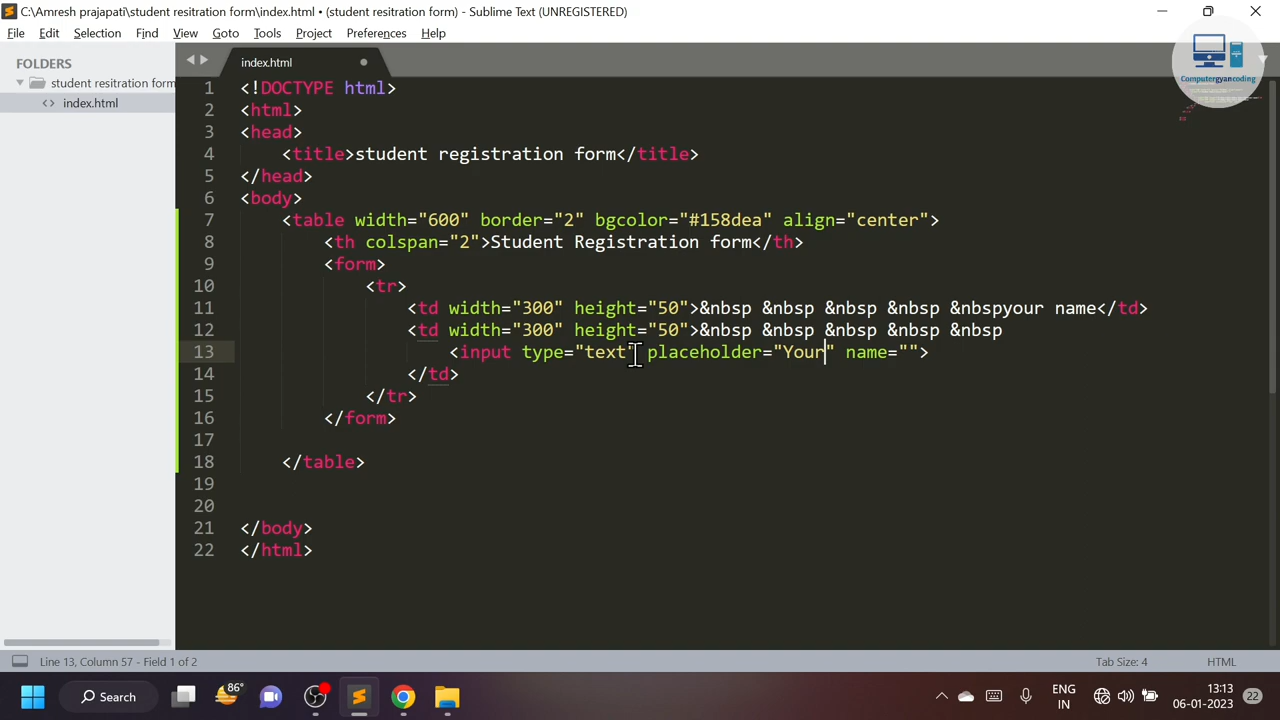 C:\Amresh prajapati\student resitration form\index.html • (student resitration form) - Sublime Text (UNREGISTERED)
File Edit Selection Find View Goto Tools Project Preferences Help
Computergyancoding
FOLDERS
student resitration form
<> index.html
index.html
1 <!DOCTYPE html>
2 <html>
3 <head>
4 <title>student registration form</title>
5 </head>
6 <body>
7 <table width="600" border="2" bgcolor="#158dea" align="center">
8 <th colspan="2">Student Registration form</th>
9 <form>
10 <tr>
11 <td width="300" height="50">&nbsp &nbsp &nbsp &nbsp &nbspyour name</td>
12 <td width="300" height="50">&nbsp &nbsp &nbsp &nbsp &nbsp
13 <input type="text" placeholder="Your" name="">
14 </td>
15 </tr>
16 </form>
17
18 </table>
19
20
21 </body>
22 </html>
Line 13, Column 57 - Field 1 of 2
Tab Size: 4
HTML
Search
86°
ENG
IN
13:13
06-01-2023
22